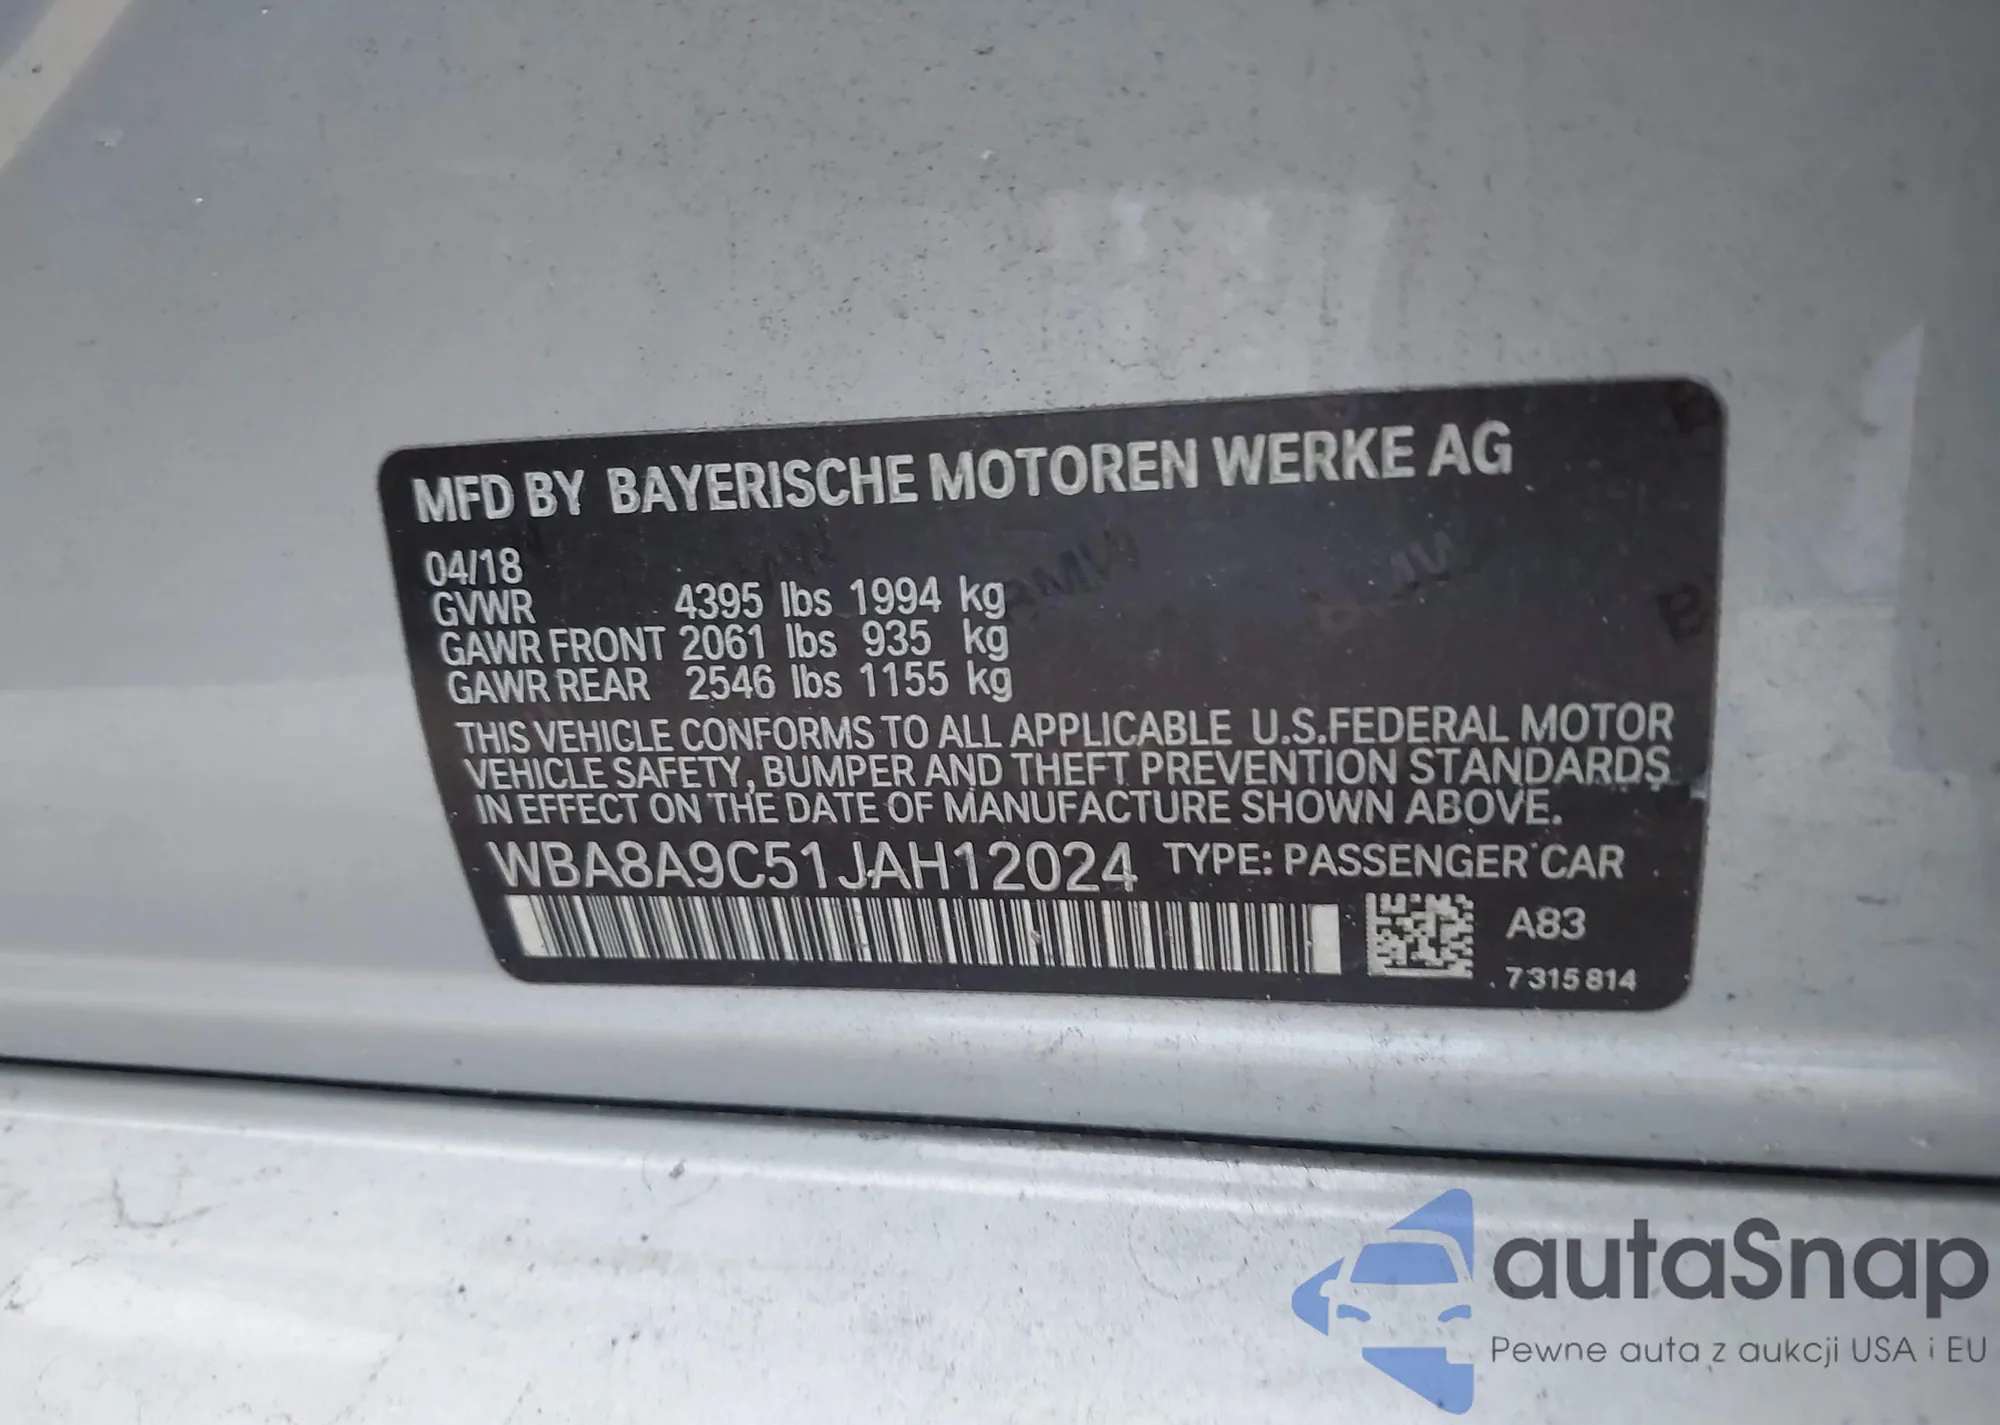 MFD BY BAYERISCHE MOTOREN WERKE AG
04/18
GVWR 4395 lbs 1994 kg
GAWR FRONT 2061 lbs 935 kg
GAWR REAR 2546 lbs 1155 kg
THIS VEHICLE CONFORMS TO ALL APPLICABLE U.S.FEDERAL MOTOR
VEHICLE SAFETY, BUMPER AND THEFT PREVENTION STANDARDS
IN EFFECT ON THE DATE OF MANUFACTURE SHOWN ABOVE.
WBA8A9C51JAH12024 TYPE: PASSENGER CAR
A83
7315814
autaSnap
Pewne auta z aukcji USA i EU